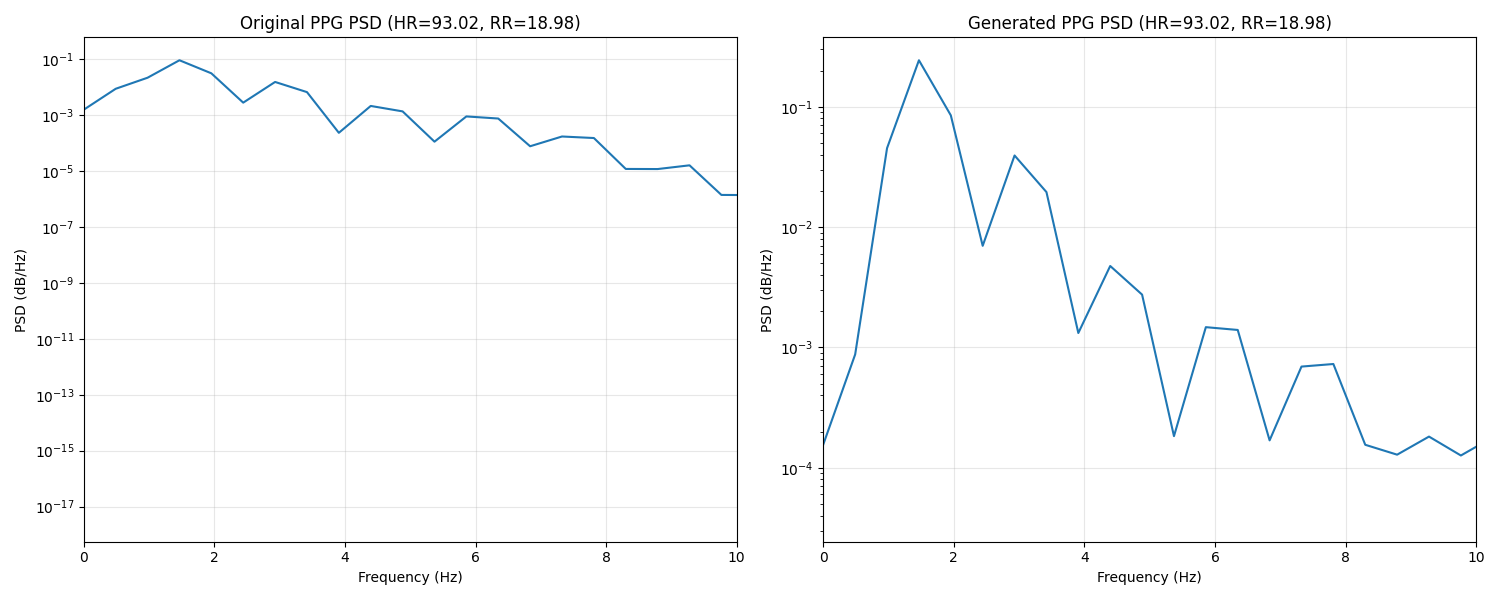 Original PPG PSD (HR=93.02, RR=18.98)
PSD (dB/Hz)
10⁻¹
10⁻³
10⁻⁵
10⁻⁷
10⁻⁹
10⁻¹¹
10⁻¹³
10⁻¹⁵
10⁻¹⁷
0 2 4 6 8 10
Frequency (Hz)
Generated PPG PSD (HR=93.02, RR=18.98)
PSD (dB/Hz)
10⁻¹
10⁻²
10⁻³
10⁻⁴
0 2 4 6 8 10
Frequency (Hz)